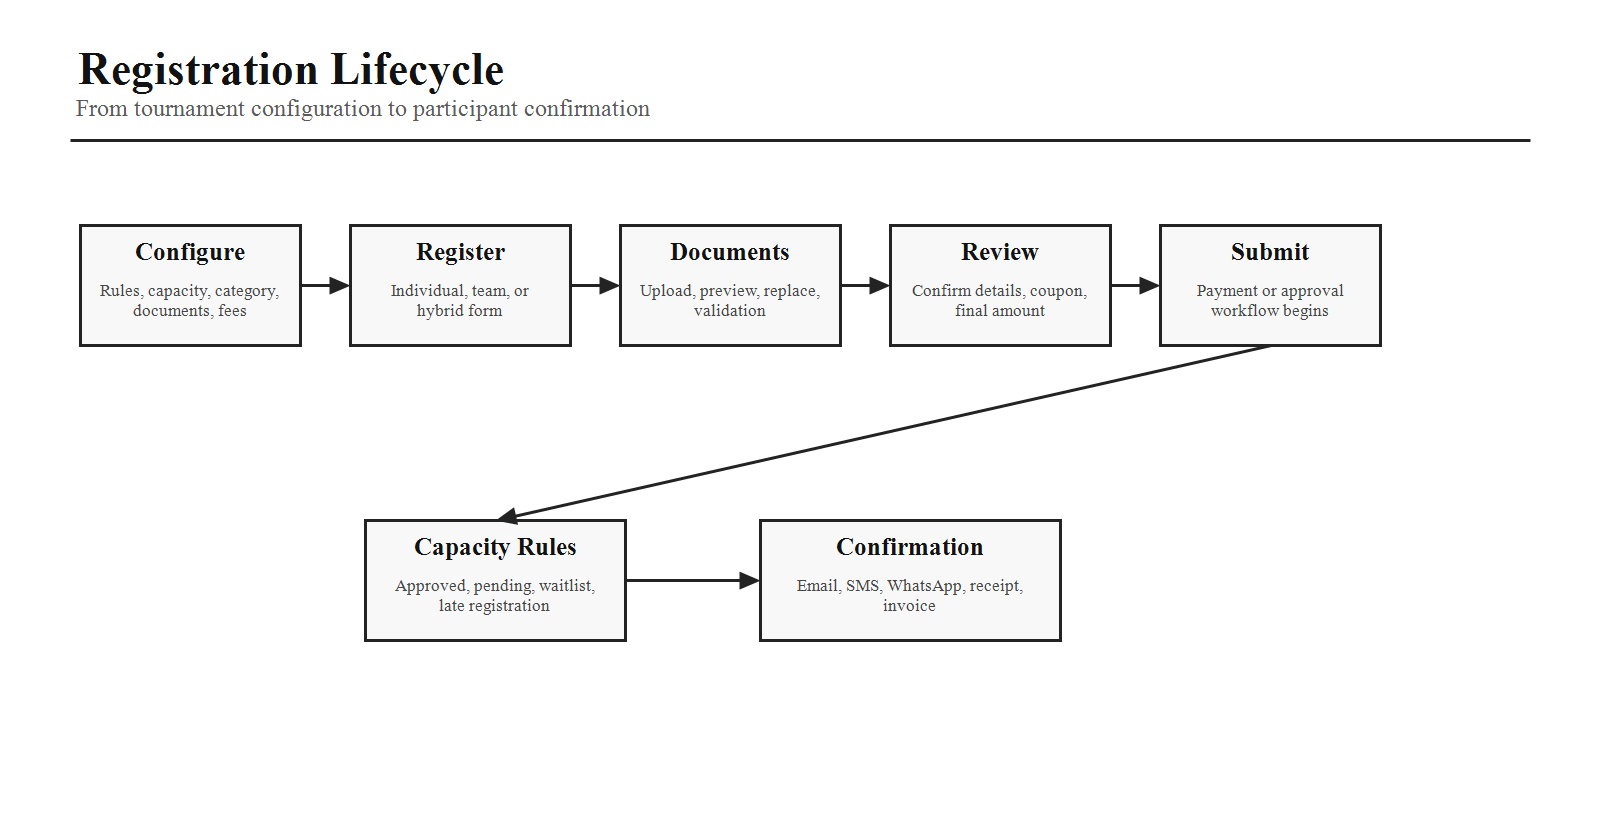 Registration Lifecycle
From tournament configuration to participant confirmation
Configure
Rules, capacity, category,
documents, fees
Register
Individual, team, or
hybrid form
Documents
Upload, preview, replace,
validation
Review
Confirm details, coupon,
final amount
Submit
Payment or approval
workflow begins
Capacity Rules
Approved, pending, waitlist,
late registration
Confirmation
Email, SMS, WhatsApp, receipt,
invoice